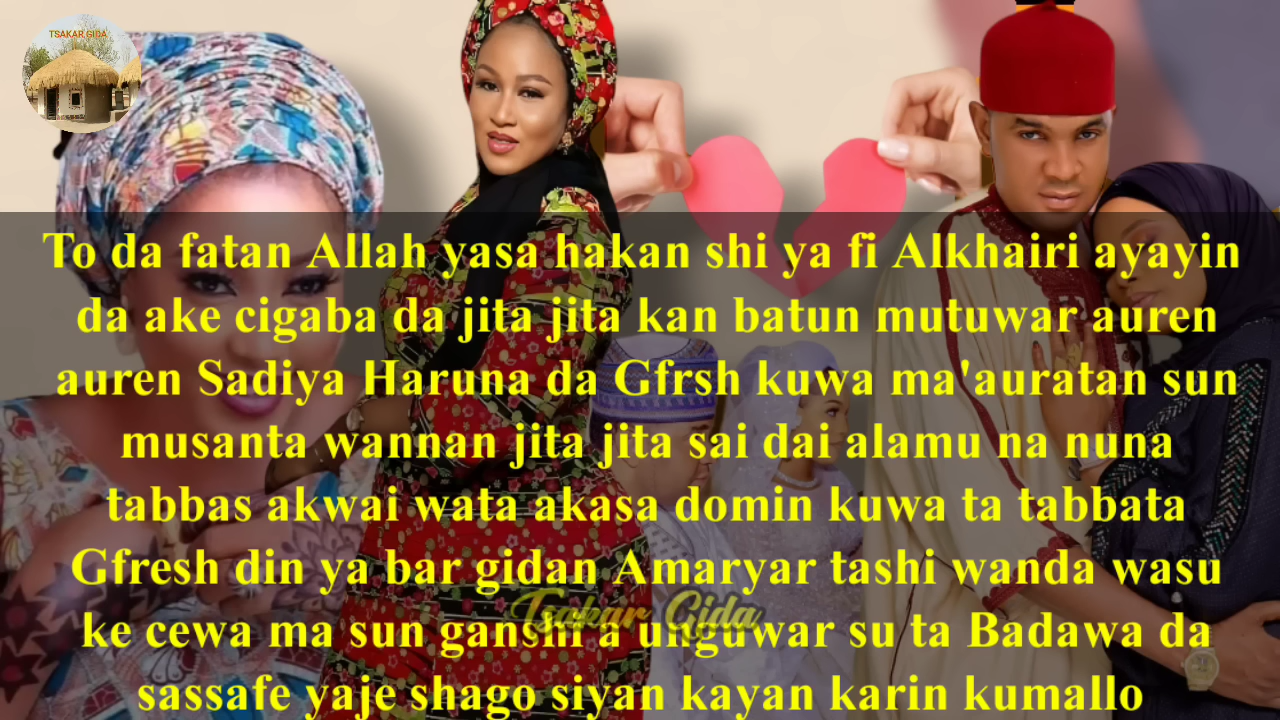 TSAKAR GIDA
To da fatan Allah yasa hakan shi ya fi Alkhairi ayayin
da ake cigaba da jita jita kan batun mutuwar auren
auren Sadiya Haruna da Gfrsh kuwa ma'auratan sun
musanta wannan jita jita sai dai alamu na nuna
tabbas akwai wata akasa domin kuwa ta tabbata
Gfresh din ya bar gidan Amaryar tashi wanda wasu
Tsakar Gida
ke cewa ma sun ganshi a unguwar su ta Badawa da
sassafe yaje shago siyan kayan karin kumallo